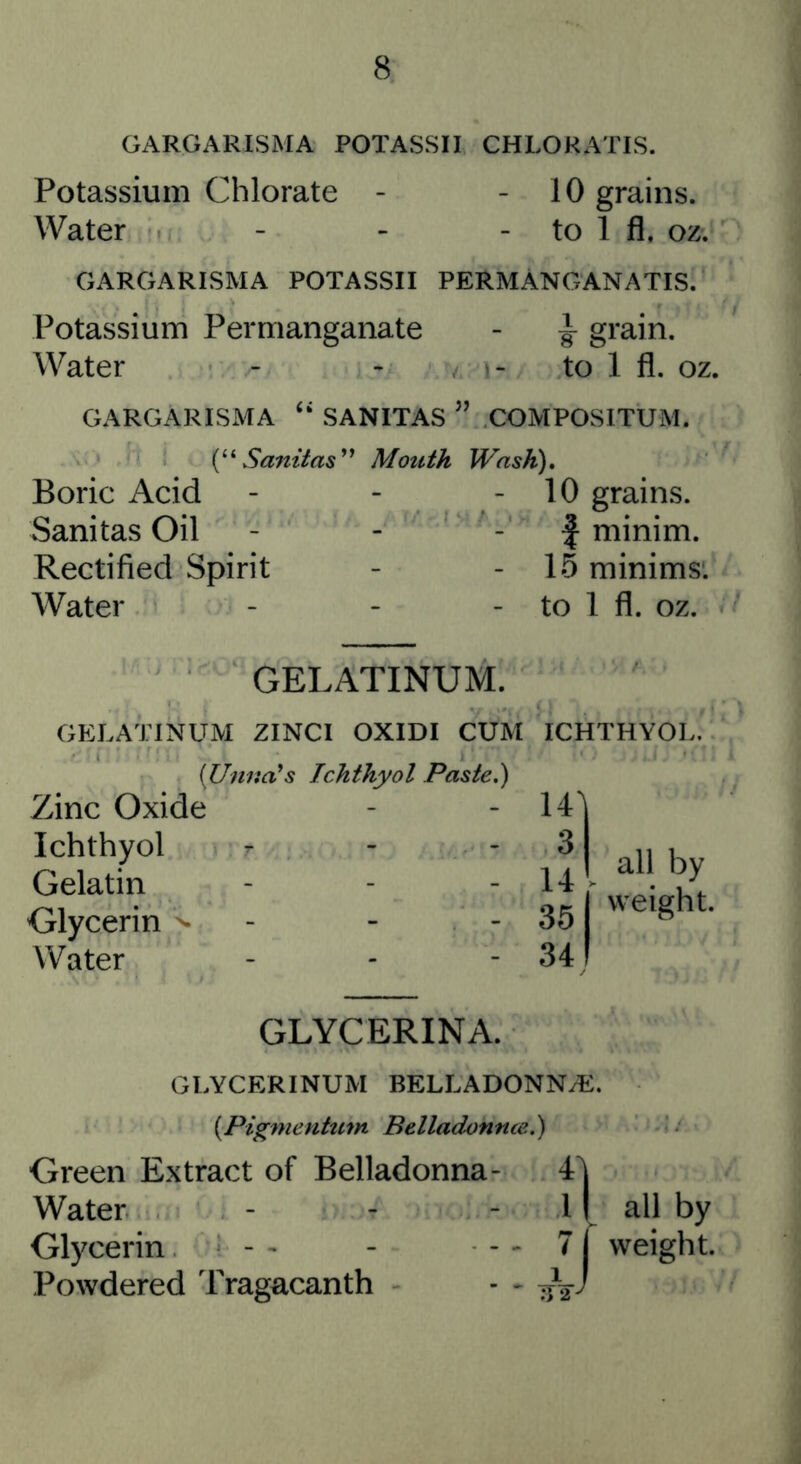 8
GARGARISMA POTASSII CHLORATIS.
Potassium Chlorate - - 10 grains.
Water - - - to 1 fl. oz.
GARGARISMA POTASSII PERMANGANATIS.
Potassium Permanganate - ⅛ grain.
Water - - - to 1 fl. oz.
GARGARISMA “SANITAS” COMPOSITUM.
(“Sanitas” Mouth Wash).
Boric Acid - - - 10 grains.
Sanitas Oil - - - ¾ minim.
Rectified Spirit - - 15 minims.
Water - - - to 1 fl. oz.
GELATINUM.
GELATINUM ZINCI OXIDI CUM ICHTHYOL.
(Unna's Ichthyol Paste.)
Zinc Oxide - - 14
Ichthyol - - - 3
all by
Gelatin - - - 14
weight.
Glycerin - - - 35
Water - - - 34
GLYCERINA.
GLYCERINUM BELLADONNÆ.
(Pigmentum Belladonnæ.)
Green Extract of Belladonna - 4
Water - - - 1 all by
Glycerin - - - - - 7 weight.
Powdered Tragacanth - - - 1/32